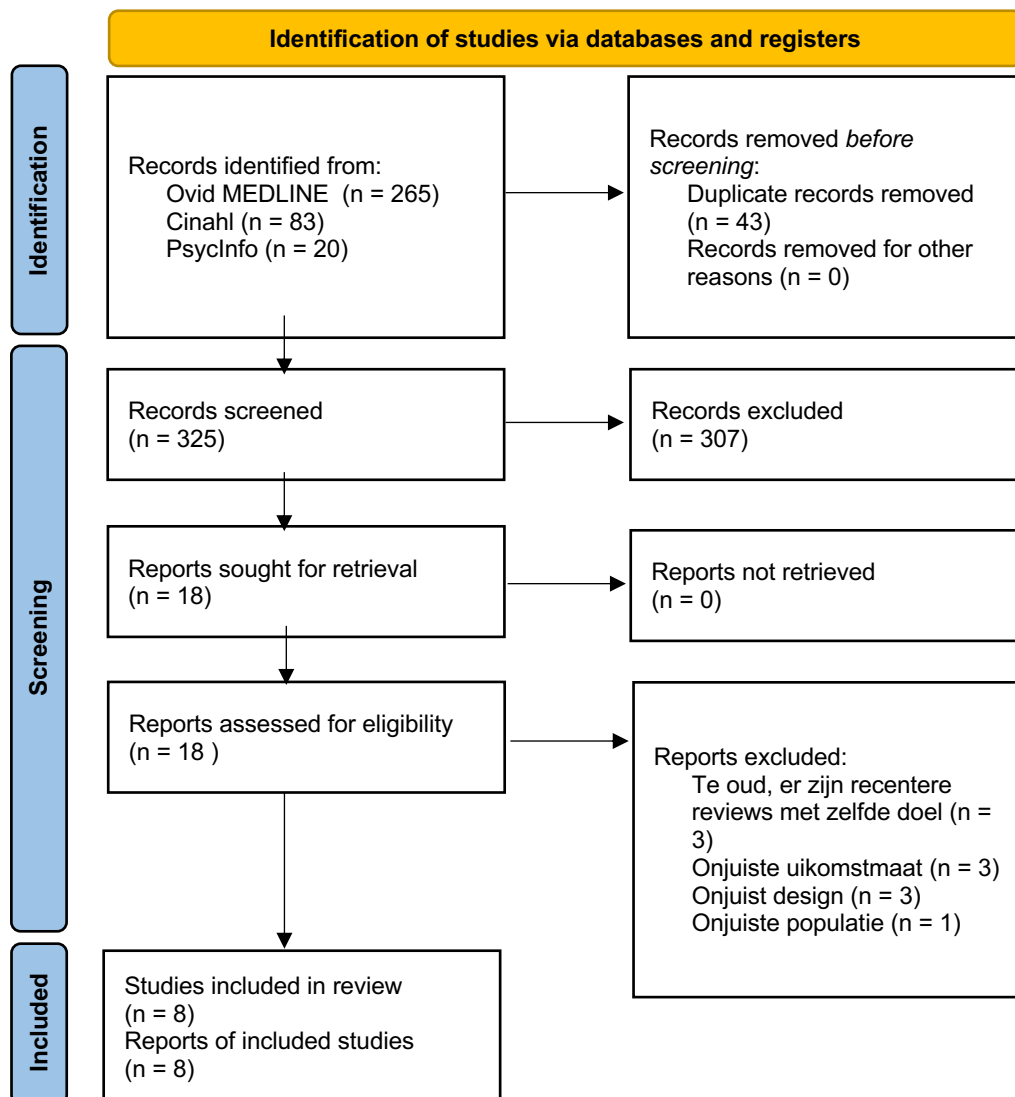 Identification of studies via databases and registers
Identification
Records identified from:
Ovid MEDLINE (n = 265)
Cinahl (n = 83)
PsycInfo (n = 20)
Records removed before
screening:
Duplicate records removed
(n = 43)
Records removed for other
reasons (n = 0)
Screening
Records screened
(n = 325)
Records excluded
(n = 307)
Reports sought for retrieval
(n = 18)
Reports not retrieved
(n = 0)
Reports assessed for eligibility
(n = 18 )
Reports excluded:
Te oud, er zijn recentere
reviews met zelfde doel (n =
3)
Onjuiste uikomstmaat (n = 3)
Onjuist design (n = 3)
Onjuiste populatie (n = 1)
Included
Studies included in review
(n = 8)
Reports of included studies
(n = 8)